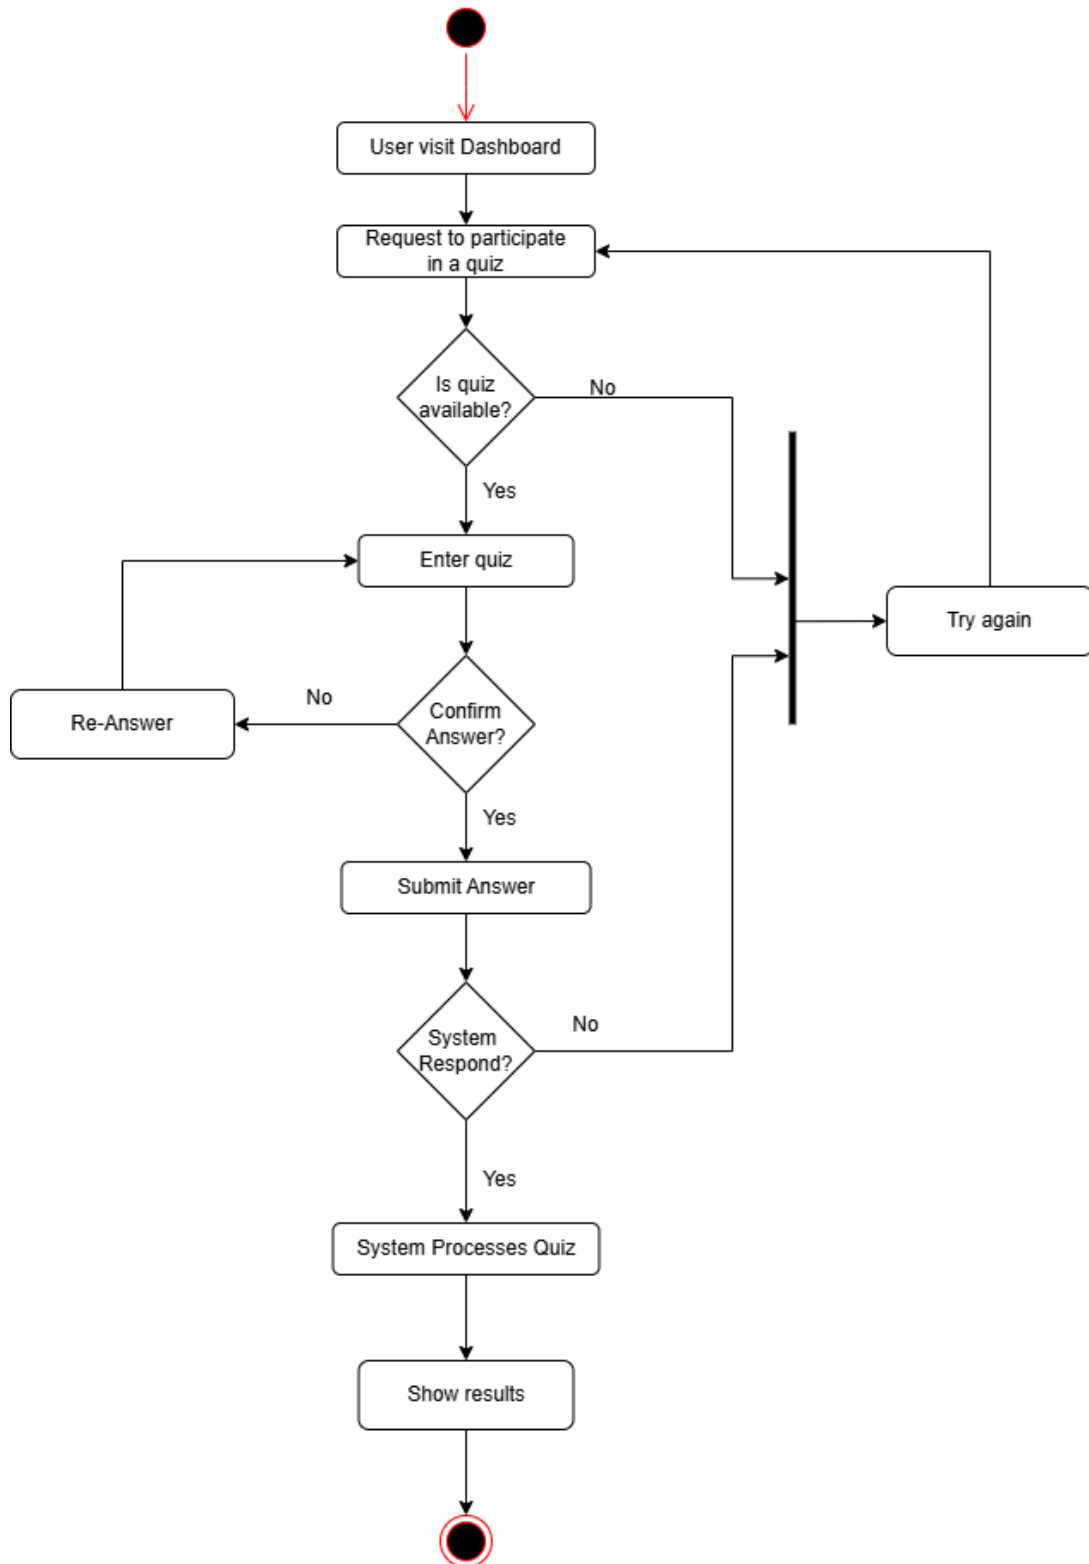 User visit Dashboard
Request to participate
in a quiz
Is quiz
available?
No
Yes
Enter quiz
Try again
No
Re-Answer
Confirm
Answer?
Yes
Submit Answer
No
System
Respond?
Yes
System Processes Quiz
Show results